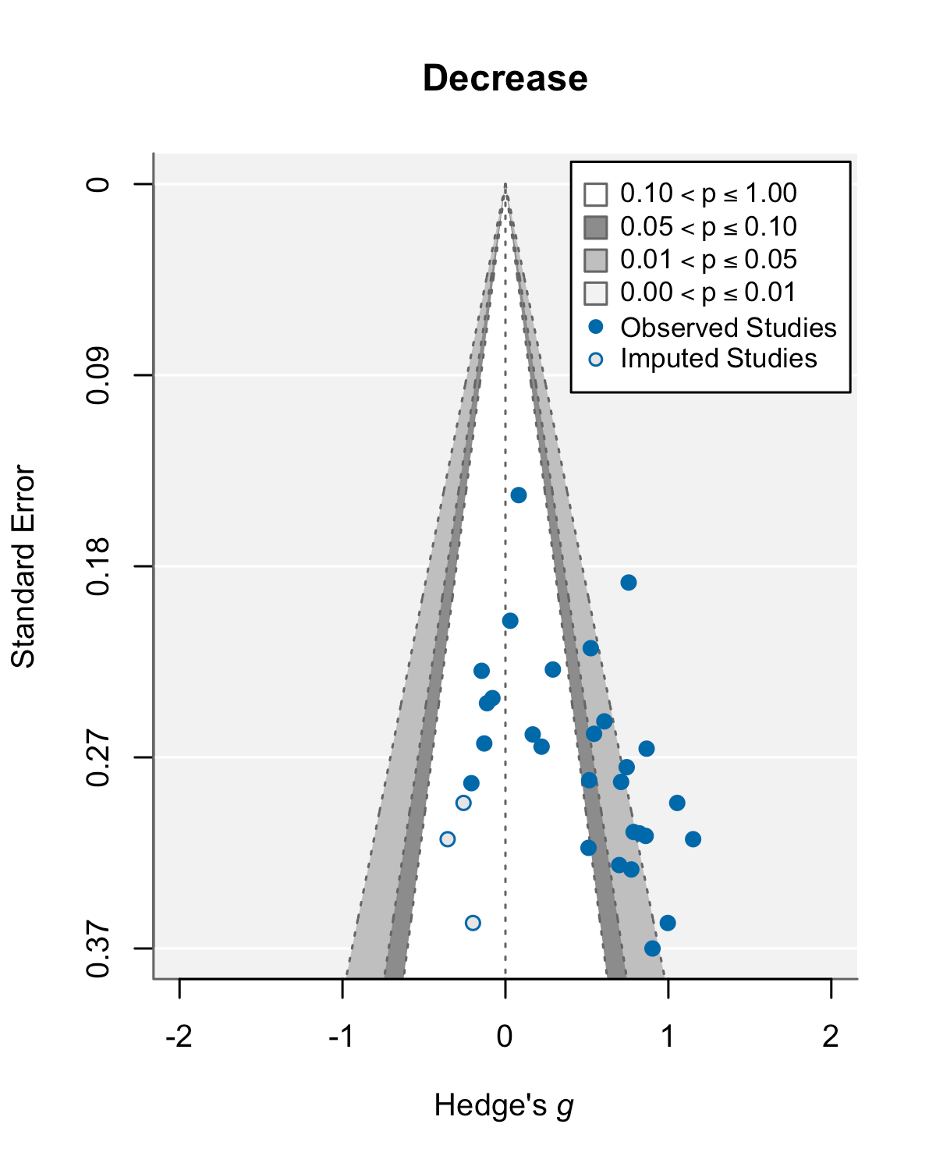 Decrease
0.10 < p ≤ 1.00
0.05 < p ≤ 0.10
0.01 < p ≤ 0.05
0.00 < p ≤ 0.01
Observed Studies
Imputed Studies
Standard Error
0
0.09
0.18
0.27
0.37
-2 -1 0 1 2
Hedge's g